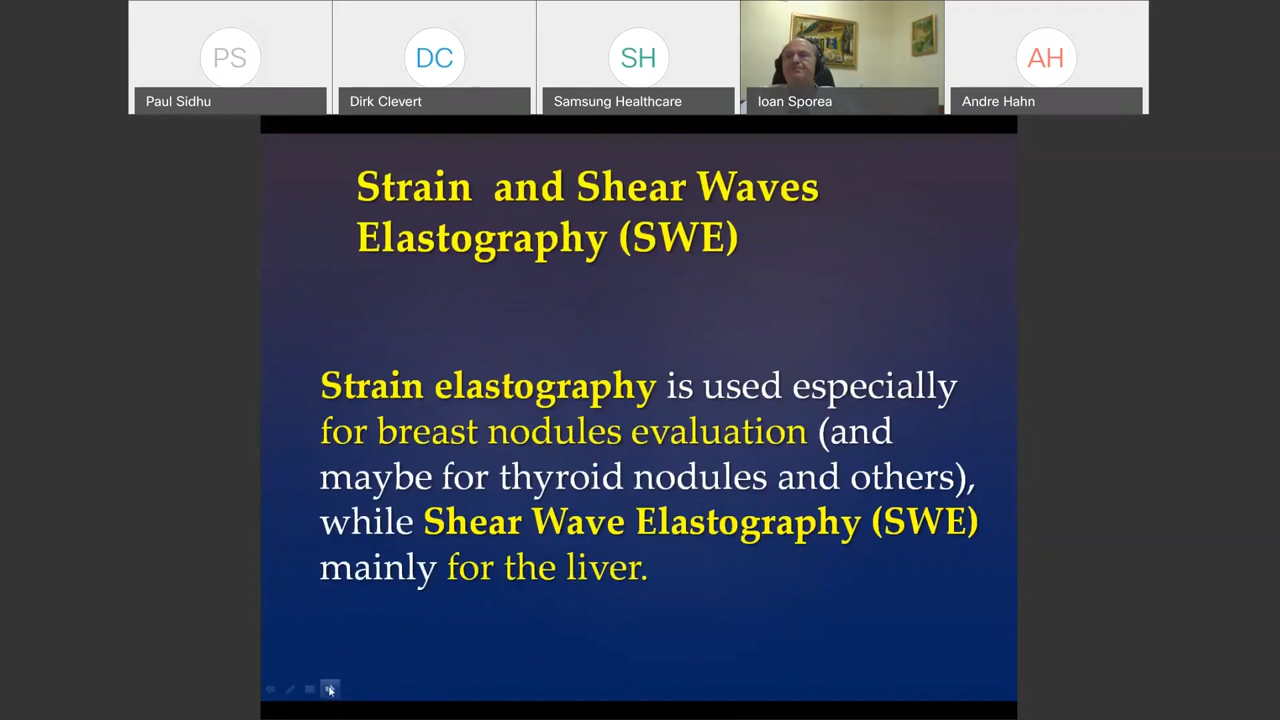 PS
DC
SH
AH
Paul Sidhu
Dirk Clevert
Samsung Healthcare
Ioan Sporea
Andre Hahn
Strain and Shear Waves
Elastography (SWE)
Strain elastography is used especially
for breast nodules evaluation (and
maybe for thyroid nodules and others),
while Shear Wave Elastography (SWE)
mainly for the liver.